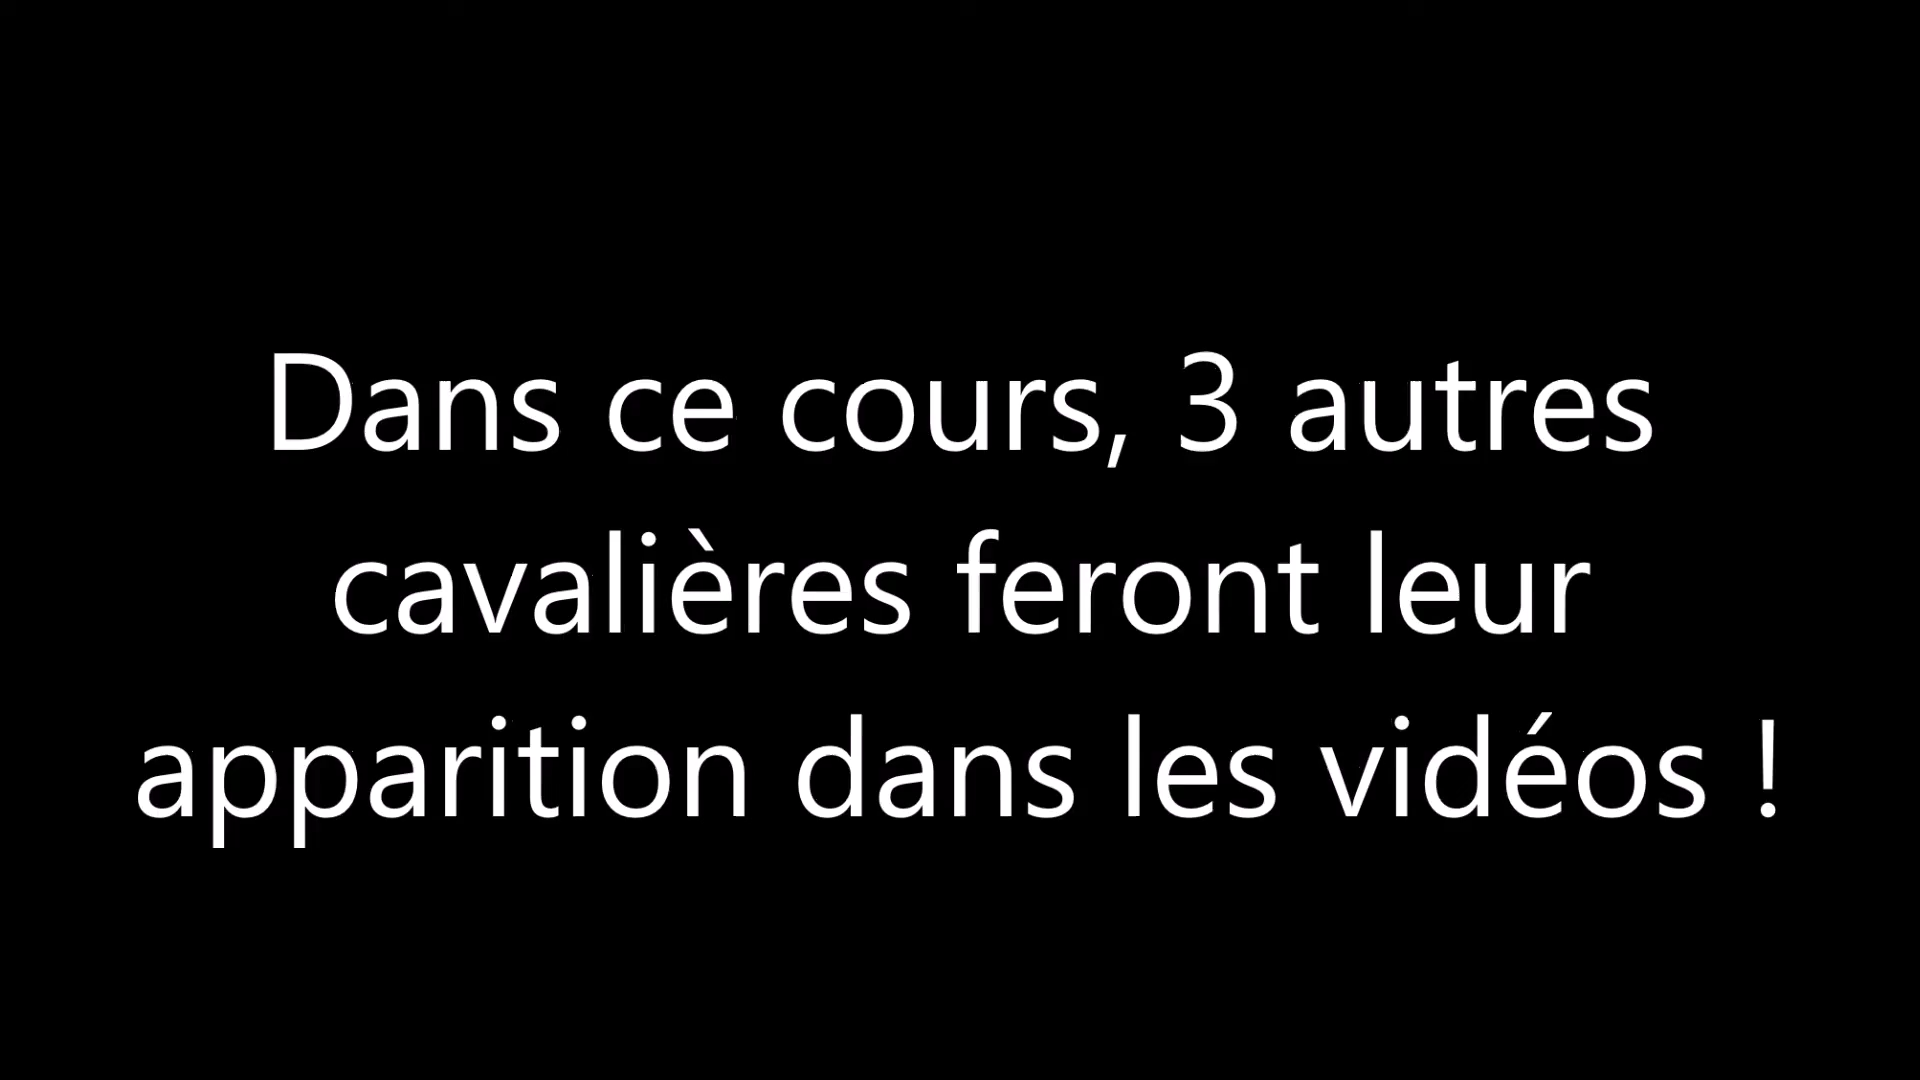 Dans ce cours, 3 autres
cavalières feront leur
apparition dans les vidéos !